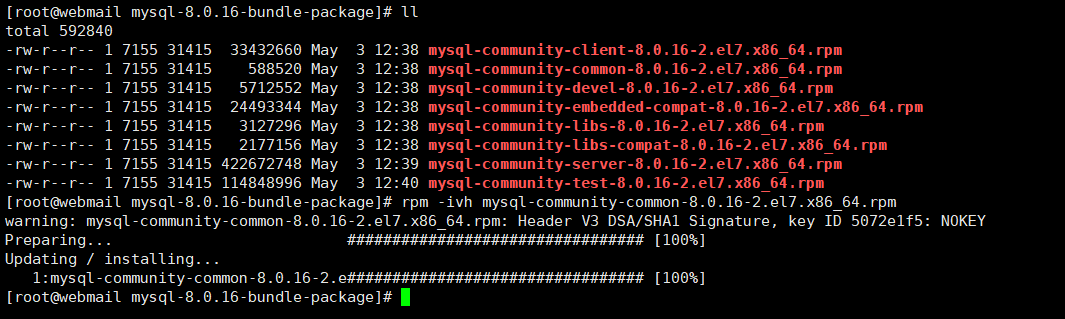 [root@webmail mysql-8.0.16-bundle-package]# ll
total 592840
-rw-r--r-- 1 7155 31415  33432660 May  3 12:38 mysql-community-client-8.0.16-2.el7.x86_64.rpm
-rw-r--r-- 1 7155 31415    588520 May  3 12:38 mysql-community-common-8.0.16-2.el7.x86_64.rpm
-rw-r--r-- 1 7155 31415   5712552 May  3 12:38 mysql-community-devel-8.0.16-2.el7.x86_64.rpm
-rw-r--r-- 1 7155 31415  24493344 May  3 12:38 mysql-community-embedded-compat-8.0.16-2.el7.x86_64.rpm
-rw-r--r-- 1 7155 31415   3127296 May  3 12:38 mysql-community-libs-8.0.16-2.el7.x86_64.rpm
-rw-r--r-- 1 7155 31415   2177156 May  3 12:38 mysql-community-libs-compat-8.0.16-2.el7.x86_64.rpm
-rw-r--r-- 1 7155 31415 422672748 May  3 12:39 mysql-community-server-8.0.16-2.el7.x86_64.rpm
-rw-r--r-- 1 7155 31415 114848996 May  3 12:40 mysql-community-test-8.0.16-2.el7.x86_64.rpm
[root@webmail mysql-8.0.16-bundle-package]# rpm -ivh mysql-community-common-8.0.16-2.el7.x86_64.rpm
warning: mysql-community-common-8.0.16-2.el7.x86_64.rpm: Header V3 DSA/SHA1 Signature, key ID 5072e1f5: NOKEY
Preparing...                          ################################# [100%]
Updating / installing...
   1:mysql-community-common-8.0.16-2.e################################# [100%]
[root@webmail mysql-8.0.16-bundle-package]#